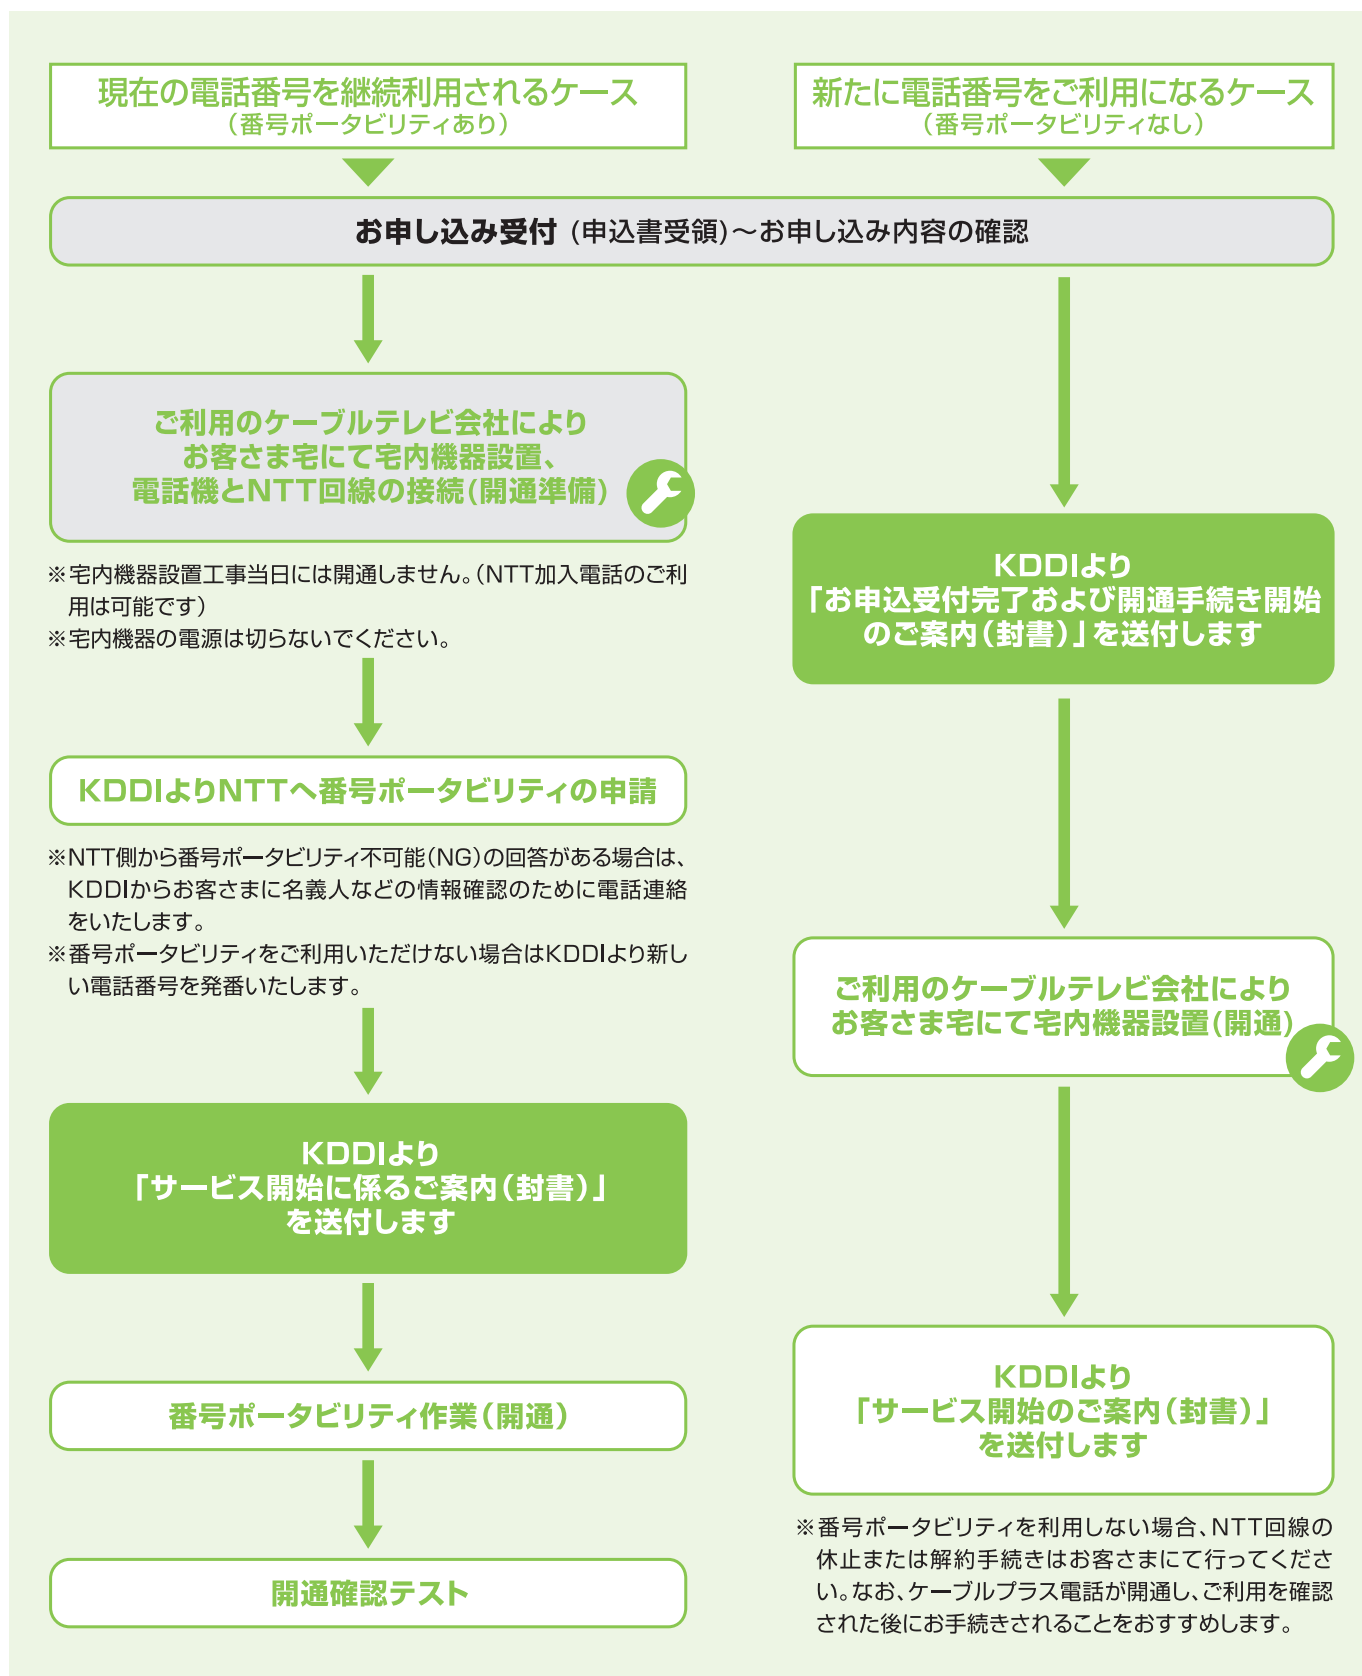 現在の電話番号を継続利用されるケース
（番号ポータビリティあり）
新たに電話番号をご利用になるケース
（番号ポータビリティなし）
お申し込み受付 (申込書受領)～お申し込み内容の確認
ご利用のケーブルテレビ会社により
お客さま宅にて宅内機器設置、
電話機とNTT回線の接続(開通準備)
※宅内機器設置工事当日には開通しません。（NTT加入電話のご利
用は可能です）
※宅内機器の電源は切らないでください。
KDDIよりNTTへ番号ポータビリティの申請
※NTT側から番号ポータビリティ不可能（NG）の回答がある場合は、
KDDIからお客さまに名義人などの情報確認のために電話連絡
をいたします。
※番号ポータビリティをご利用いただけない場合はKDDIより新し
い電話番号を発番いたします。
KDDIより
「サービス開始に係るご案内（封書）」
を送付します
番号ポータビリティ作業（開通）
開通確認テスト
KDDIより
「お申込受付完了および開通手続き開始
のご案内（封書）」を送付します
ご利用のケーブルテレビ会社により
お客さま宅にて宅内機器設置(開通)
KDDIより
「サービス開始のご案内（封書）」
を送付します
※番号ポータビリティを利用しない場合、NTT回線の
休止または解約手続きはお客さまにて行ってくださ
い。なお、ケーブルプラス電話が開通し、ご利用を確認
された後にお手続きされることをおすすめします。